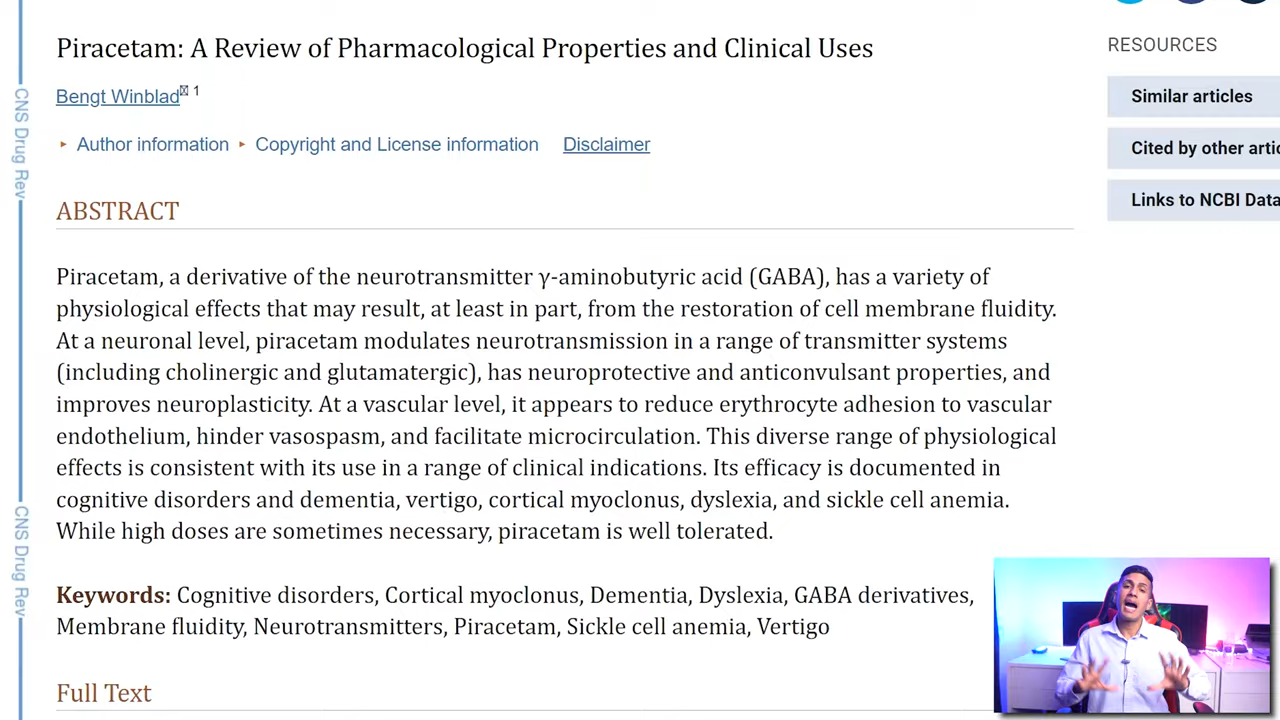 Piracetam: A Review of Pharmacological Properties and Clinical Uses
Bengt Winblad 1
Author information Copyright and License information Disclaimer
ABSTRACT
Piracetam, a derivative of the neurotransmitter γ-aminobutyric acid (GABA), has a variety of
physiological effects that may result, at least in part, from the restoration of cell membrane fluidity.
At a neuronal level, piracetam modulates neurotransmission in a range of transmitter systems
(including cholinergic and glutamatergic), has neuroprotective and anticonvulsant properties, and
improves neuroplasticity. At a vascular level, it appears to reduce erythrocyte adhesion to vascular
endothelium, hinder vasospasm, and facilitate microcirculation. This diverse range of physiological
effects is consistent with its use in a range of clinical indications. Its efficacy is documented in
cognitive disorders and dementia, vertigo, cortical myoclonus, dyslexia, and sickle cell anemia.
While high doses are sometimes necessary, piracetam is well tolerated.
Keywords: Cognitive disorders, Cortical myoclonus, Dementia, Dyslexia, GABA derivatives,
Membrane fluidity, Neurotransmitters, Piracetam, Sickle cell anemia, Vertigo
Full Text
RESOURCES
Similar articles
Cited by other artic
Links to NCBI Data
CNS Drug Rev
CNS Drug Rev